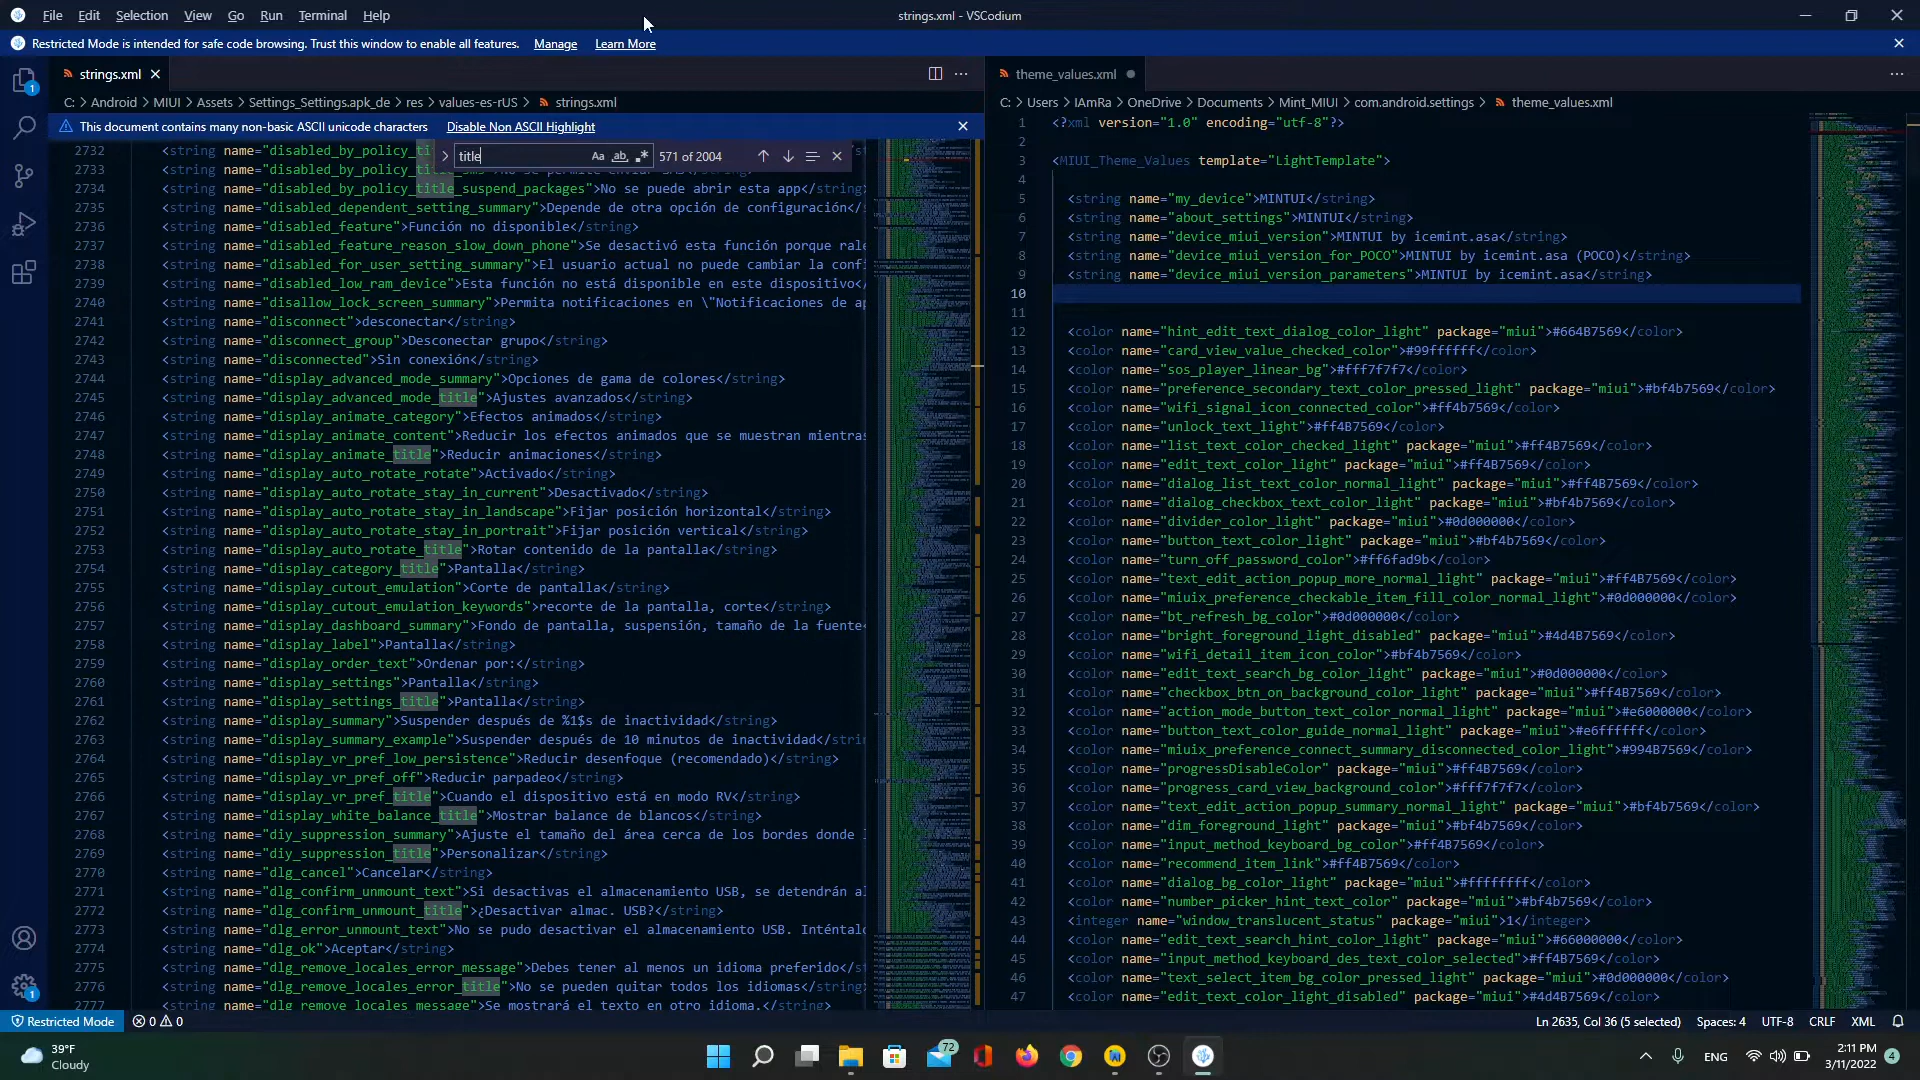 File Edit Selection View Go Run Terminal Help
strings.xml - VSCodium
Restricted Mode is intended for safe code browsing. Trust this window to enable all features. Manage Learn More
strings.xml
theme_values.xml
C: > Android > MIUI > Assets > Settings_Settings.apk_de > res > values-es-rUS > strings.xml
C: > Users > IAmRa > OneDrive > Documents > Mint_MIUI > com.android.settings > theme_values.xml
This document contains many non-basic ASCII unicode characters Disable Non ASCII Highlight
title Aa ab .* 571 of 2004
2732 <string name="disabled_by_policy_ti
2733 <string name="disabled_by_policy_
2734 <string name="disabled_by_policy_title_suspend_packages">No se puede abrir esta app</string
2735 <string name="disabled_dependent_setting_summary">Depende de otra opción de configuración</s
2736 <string name="disabled_feature">Función no disponible</string>
2737 <string name="disabled_feature_reason_slow_down_phone">Se desactivó esta función porque rale
2738 <string name="disabled_for_user_setting_summary">El usuario actual no puede cambiar la confi
2739 <string name="disabled_low_ram_device">Esta función no está disponible en este dispositivo</
2740 <string name="disallow_lock_screen_summary">Permita notificaciones en \"Notificaciones de ap
2741 <string name="disconnect">desconectar</string>
2742 <string name="disconnect_group">Desconectar grupo</string>
2743 <string name="disconnected">Sin conexión</string>
2744 <string name="display_advanced_mode_summary">Opciones de gama de colores</string>
2745 <string name="display_advanced_mode_title">Ajustes avanzados</string>
2746 <string name="display_animate_category">Efectos animados</string>
2747 <string name="display_animate_content">Reducir los efectos animados que se muestran mientras
2748 <string name="display_animate_title">Reducir animaciones</string>
2749 <string name="display_auto_rotate_rotate">Activado</string>
2750 <string name="display_auto_rotate_stay_in_current">Desactivado</string>
2751 <string name="display_auto_rotate_stay_in_landscape">Fijar posición horizontal</string>
2752 <string name="display_auto_rotate_stay_in_portrait">Fijar posición vertical</string>
2753 <string name="display_auto_rotate_title">Rotar contenido de la pantalla</string>
2754 <string name="display_category_title">Pantalla</string>
2755 <string name="display_cutout_emulation">Corte de pantalla</string>
2756 <string name="display_cutout_emulation_keywords">recorte de la pantalla, corte</string>
2757 <string name="display_dashboard_summary">Fondo de pantalla, suspensión, tamaño de la fuente<
2758 <string name="display_label">Pantalla</string>
2759 <string name="display_order_text">Ordenar por:</string>
2760 <string name="display_settings">Pantalla</string>
2761 <string name="display_settings_title">Pantalla</string>
2762 <string name="display_summary">Suspender después de %1$s de inactividad</string>
2763 <string name="display_summary_example">Suspender después de 10 minutos de inactividad</strin
2764 <string name="display_vr_pref_low_persistence">Reducir desenfoque (recomendado)</string>
2765 <string name="display_vr_pref_off">Reducir parpadeo</string>
2766 <string name="display_vr_pref_title">Cuando el dispositivo está en modo RV</string>
2767 <string name="display_white_balance_title">Mostrar balance de blancos</string>
2768 <string name="diy_suppression_summary">Ajuste el tamaño del área cerca de los bordes donde l
2769 <string name="diy_suppression_title">Personalizar</string>
2770 <string name="dlg_cancel">Cancelar</string>
2771 <string name="dlg_confirm_unmount_text">Si desactivas el almacenamiento USB, se detendrán a
2772 <string name="dlg_confirm_unmount_title">¿Desactivar almac. USB?</string>
2773 <string name="dlg_error_unmount_text">No se pudo desactivar el almacenamiento USB. Inténtalo
2774 <string name="dlg_ok">Aceptar</string>
2775 <string name="dlg_remove_locales_error_message">Debes tener al menos un idioma preferido</st
2776 <string name="dlg_remove_locales_error_title">No se pueden quitar todos los idiomas</string>
2777 <string name="dlg_remove_locales_message">Se mostrará el texto en otro idioma.</string>
1 <?xml version="1.0" encoding="utf-8"?>
2
3 <MIUI_Theme_Values template="LightTemplate">
4
5 <string name="my_device">MINTUI</string>
6 <string name="about_settings">MINTUI</string>
7 <string name="device_miui_version">MINTUI by icemint.asa</string>
8 <string name="device_miui_version_for_POCO">MINTUI by icemint.asa (POCO)</string>
9 <string name="device_miui_version_parameters">MINTUI by icemint.asa</string>
10
11
12 <color name="hint_edit_text_dialog_color_light" package="miui">#664B7569</color>
13 <color name="card_view_value_checked_color">#99ffffff</color>
14 <color name="sos_player_linear_bg">#fff7f7f7</color>
15 <color name="preference_secondary_text_color_pressed_light" package="miui">#bf4b7569</color>
16 <color name="wifi_signal_icon_connected_color">#ff4b7569</color>
17 <color name="unlock_text_light">#ff4B7569</color>
18 <color name="list_text_color_checked_light" package="miui">#ff4B7569</color>
19 <color name="edit_text_color_light" package="miui">#ff4B7569</color>
20 <color name="dialog_list_text_color_normal_light" package="miui">#ff4B7569</color>
21 <color name="dialog_checkbox_text_color_light" package="miui">#bf4b7569</color>
22 <color name="divider_color_light" package="miui">#0d000000</color>
23 <color name="button_text_color_light" package="miui">#bf4b7569</color>
24 <color name="turn_off_password_color">#ff6fad9b</color>
25 <color name="text_edit_action_popup_more_normal_light" package="miui">#ff4B7569</color>
26 <color name="miuix_preference_checkable_item_fill_color_normal_light">#0d000000</color>
27 <color name="bt_refresh_bg_color">#0d000000</color>
28 <color name="bright_foreground_light_disabled" package="miui">#4d4B7569</color>
29 <color name="wifi_detail_item_icon_color">#bf4b7569</color>
30 <color name="edit_text_search_bg_color_light" package="miui">#0d000000</color>
31 <color name="checkbox_btn_on_background_color_light" package="miui">#ff4B7569</color>
32 <color name="action_mode_button_text_color_normal_light" package="miui">#e6000000</color>
33 <color name="button_text_color_guide_normal_light" package="miui">#e6ffffff</color>
34 <color name="miuix_preference_connect_summary_disconnected_color_light">#994B7569</color>
35 <color name="progressDisableColor" package="miui">#ff4B7569</color>
36 <color name="progress_card_view_background_color">#fff7f7f7</color>
37 <color name="text_edit_action_popup_summary_normal_light" package="miui">#bf4b7569</color>
38 <color name="dim_foreground_light" package="miui">#bf4b7569</color>
39 <color name="input_method_keyboard_bg_color">#ff4B7569</color>
40 <color name="recommend_item_link">#ff4B7569</color>
41 <color name="dialog_bg_color_light" package="miui">#ffffffff</color>
42 <color name="number_picker_hint_text_color" package="miui">#bf4b7569</color>
43 <integer name="window_translucent_status" package="miui">1</integer>
44 <color name="edit_text_search_hint_color_light" package="miui">#66000000</color>
45 <color name="input_method_keyboard_des_text_color_selected">#ff4B7569</color>
46 <color name="text_select_item_bg_color_pressed_light" package="miui">#0d000000</color>
47 <color name="edit_text_color_light_disabled" package="miui">#4d4B7569</color>
Restricted Mode 0 0
Ln 2635, Col 36 (5 selected) Spaces: 4 UTF-8 CRLF XML
39°F
Cloudy
72
ENG
2:11 PM
3/11/2022
4